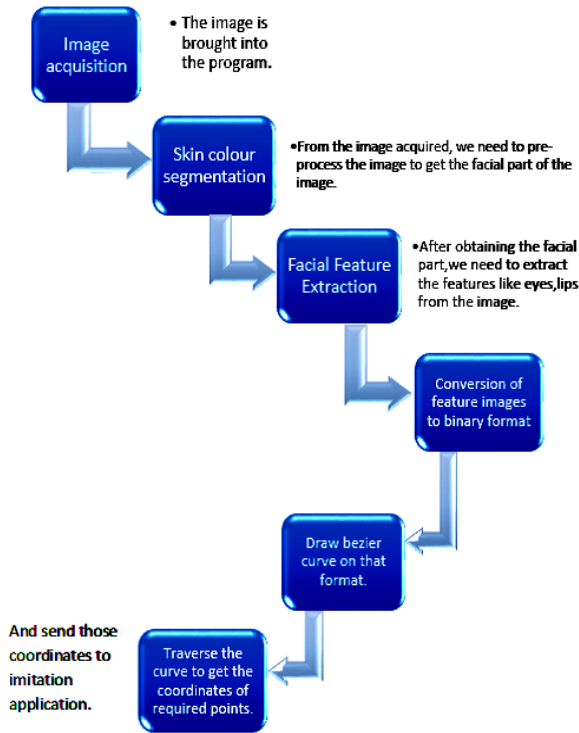 Image
acquisition
• The image is
brought into
the program.
Skin colour
segmentation
•From the image acquired, we need to pre-
process the image to get the facial part of the
image.
Facial Feature
Extraction
•After obtaining the facial
part,we need to extract
the features like eyes,lips
from the image.
Conversion of
feature images
to binary format
Draw bezier
curve on that
format.
Traverse the
curve to get the
coordinates of
required points.
And send those
coordinates to
imitation
application.